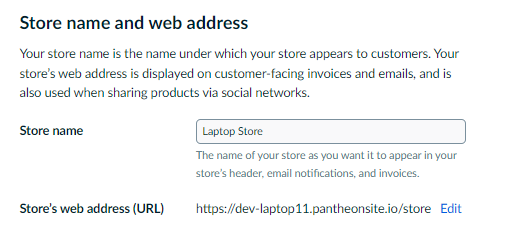 Store name and web address
Your store name is the name under which your store appears to customers. Your
store's web address is displayed on customer-facing invoices and emails, and is
also used when sharing products via social networks.
Store name
Laptop Store
The name of your store as you want it to appear in your
store's header, email notifications, and invoices.
Store's web address (URL) https://dev-laptop11.pantheonsite.io/store Edit